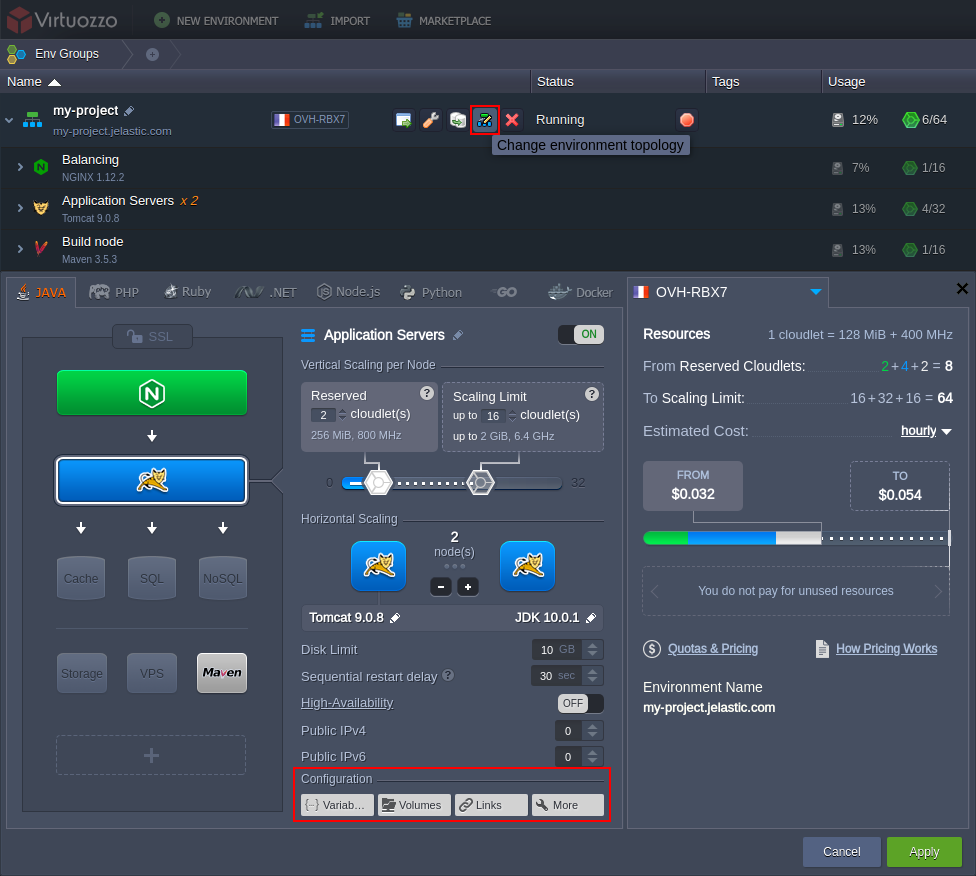 Virtuozzo NEW ENVIRONMENT IMPORT MARKETPLACE
Env Groups
Name Status Tags Usage
my-project OVH-RBX7 Running 12% 6/64
my-project.jelastic.com
Change environment topology
Balancing 7% 1/16
NGINX 1.12.2
Application Servers x 2 13% 4/32
Tomcat 9.0.8
Build node 13% 1/16
Maven 3.5.3
JAVA PHP Ruby .NET Node.js Python GO Docker
SSL
Cache SQL NoSQL
Storage VPS Maven
+
Application Servers ON
Vertical Scaling per Node
Reserved ?
2 cloudlet(s)
256 MiB, 800 MHz
Scaling Limit ?
up to 16 cloudlet(s)
up to 2 GiB, 6.4 GHz
0 32
Horizontal Scaling
2
node(s)
- +
Tomcat 9.0.8 JDK 10.0.1
Disk Limit 10 GB
Sequential restart delay ? 30 sec
High-Availability OFF
Public IPv4 0
Public IPv6 0
Configuration
{--} Variab... Volumes Links More
OVH-RBX7
Resources 1 cloudlet = 128 MiB + 400 MHz
From Reserved Cloudlets: 2+4+2 = 8
To Scaling Limit: 16+32+16 = 64
Estimated Cost: hourly
FROM
$0.032
TO
$0.054
You do not pay for unused resources
$ Quotas & Pricing How Pricing Works
Environment Name
my-project.jelastic.com
Cancel Apply